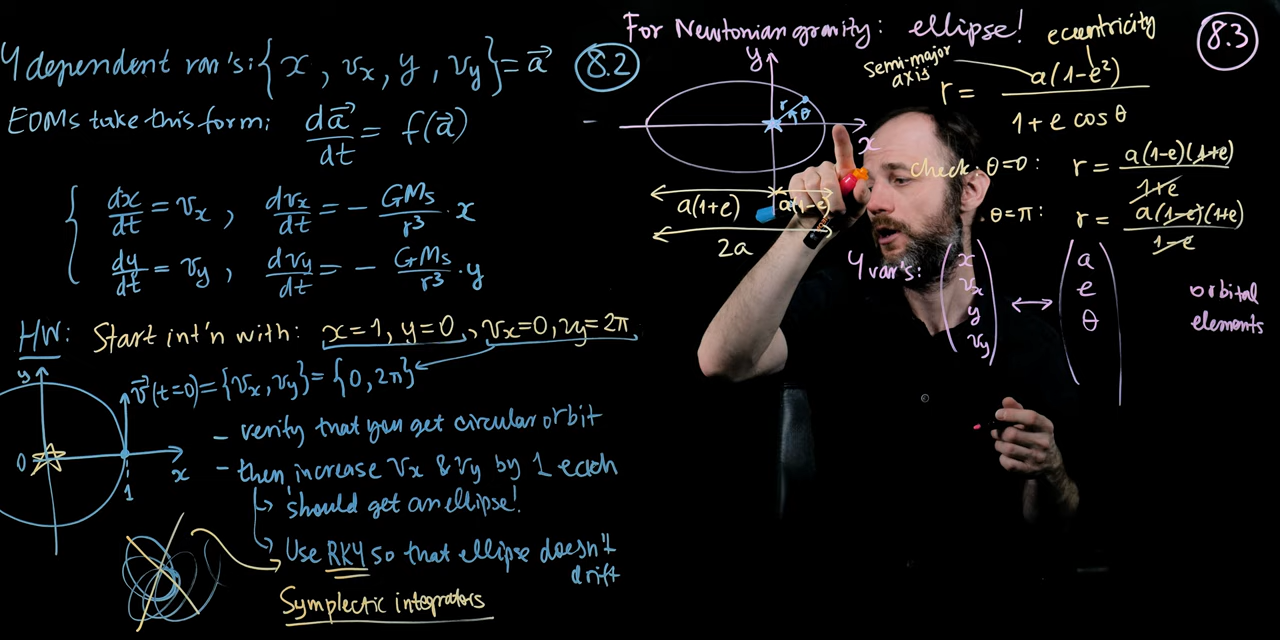 4 dependent var's: { x , vx , y , vy } = a⃗
8.2
EOMs take this form: da⃗/dt = f(a⃗)
dx/dt = vx , dvx/dt = - GMs/r³ · x
dy/dt = vy , dvy/dt = - GMs/r³ · y
HW: Start int'n with: x=1, y=0, vx=0, vy=2π
y
v⃗(t=0) = {vx, vy} = {0, 2π}
0
x
1
- verify that you get circular orbit
- then increase vx & vy by 1 each
↳ should get an ellipse!
↳ Use RK4 so that ellipse doesn't
drift
Symplectic integrators
For Newtonian gravity: ellipse!
8.3
eccentricity
semi-major
axis
r = a(1-e²) / 1+e cos θ
y
r
θ
x
a(1+e)
a(1-e)
2a
check: θ=0: r = a(1-e)(1+e) / 1+e
θ=π: r = a(1-e)(1+e) / 1-e
4 var's: ( x vx y vy ) ↔ ( a e θ
orbital
elements